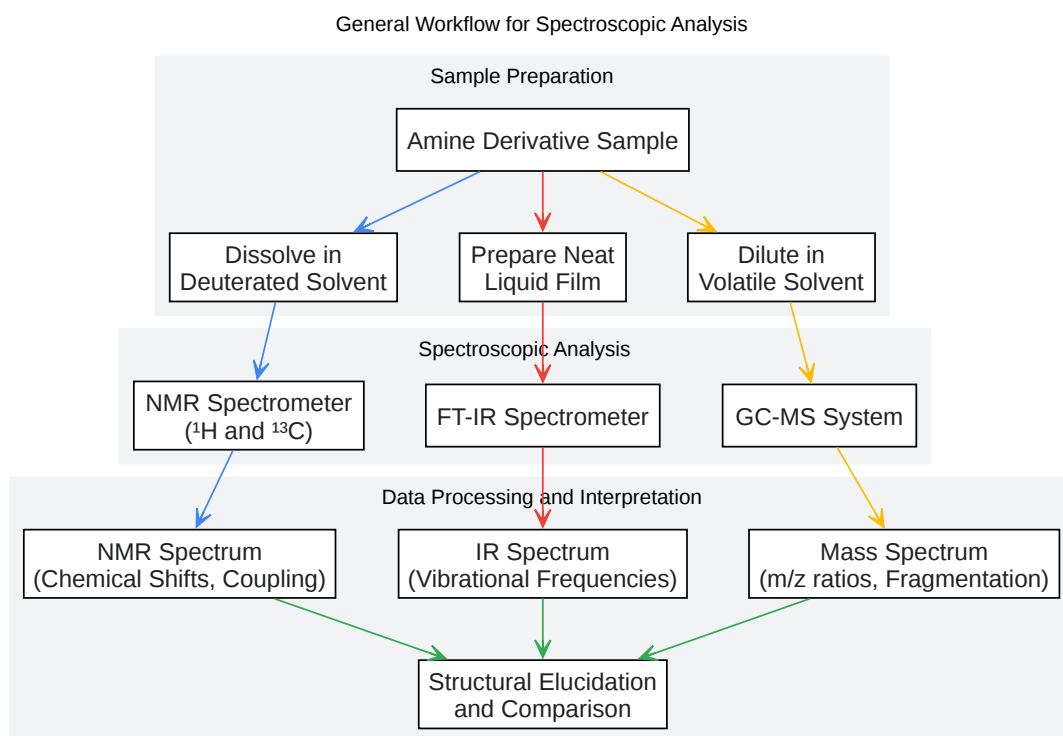 General Workflow for Spectroscopic Analysis
Sample Preparation
Amine Derivative Sample
Dissolve in
Deuterated Solvent
Prepare Neat
Liquid Film
Dilute in
Volatile Solvent
Spectroscopic Analysis
NMR Spectrometer
(¹H and ¹³C)
FT-IR Spectrometer
GC-MS System
Data Processing and Interpretation
NMR Spectrum
(Chemical Shifts, Coupling)
IR Spectrum
(Vibrational Frequencies)
Mass Spectrum
(m/z ratios, Fragmentation)
Structural Elucidation
and Comparison